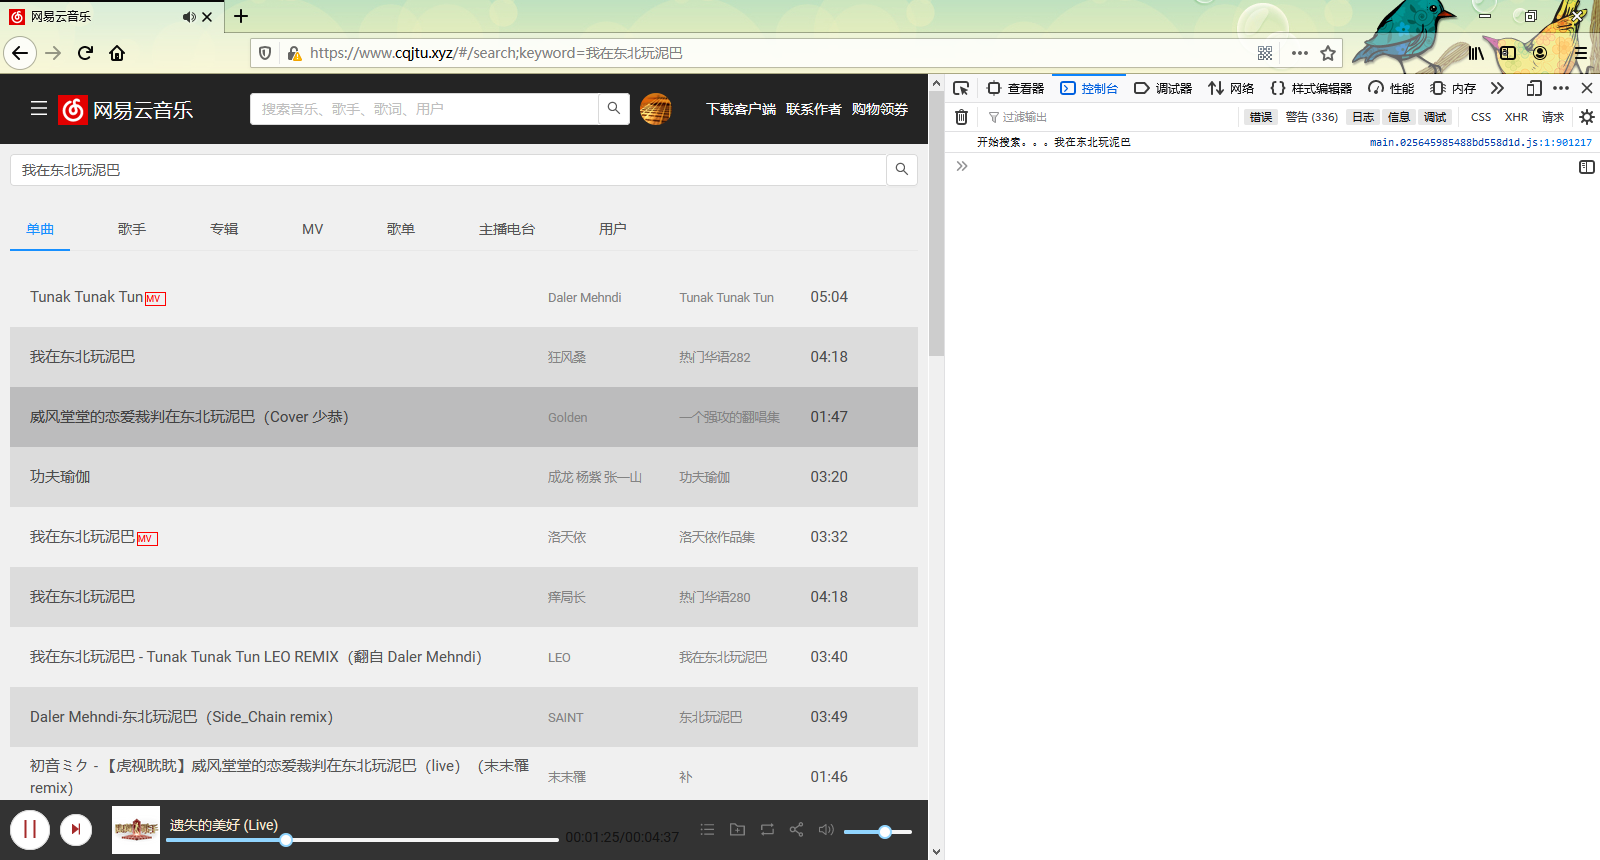 网易云音乐
https://www.cqjtu.xyz/#/search;keyword=我在东北玩泥巴
网易云音乐
搜索音乐、歌手、歌词、用户
下载客户端 联系作者 购物领券
我在东北玩泥巴
单曲 歌手 专辑 MV 歌单 主播电台 用户
Tunak Tunak Tun MV Daler Mehndi Tunak Tunak Tun 05:04
我在东北玩泥巴 狂风桑 热门华语282 04:18
威风堂堂的恋爱裁判在东北玩泥巴（Cover 少恭） Golden 一个强攻的翻唱集 01:47
功夫瑜伽 成龙 杨紫 张一山 功夫瑜伽 03:20
我在东北玩泥巴 MV 洛天依 洛天依作品集 03:32
我在东北玩泥巴 痒局长 热门华语280 04:18
我在东北玩泥巴 - Tunak Tunak Tun LEO REMIX（翻自 Daler Mehndi） LEO 我在东北玩泥巴 03:40
Daler Mehndi-东北玩泥巴（Side_Chain remix） SAINT 东北玩泥巴 03:49
初音ミク - 【虎视眈眈】威风堂堂的恋爱裁判在东北玩泥巴（live）（末末罹
remix） 末末罹 补 01:46
遗失的美好 (Live)
00:01:25/00:04:37
查看器 控制台 调试器 网络 样式编辑器 性能 内存
过滤输出 错误 警告 (336) 日志 信息 调试 CSS XHR 请求
开始搜索。。。我在东北玩泥巴 main.025645985488bd558d1d.js:1:901217